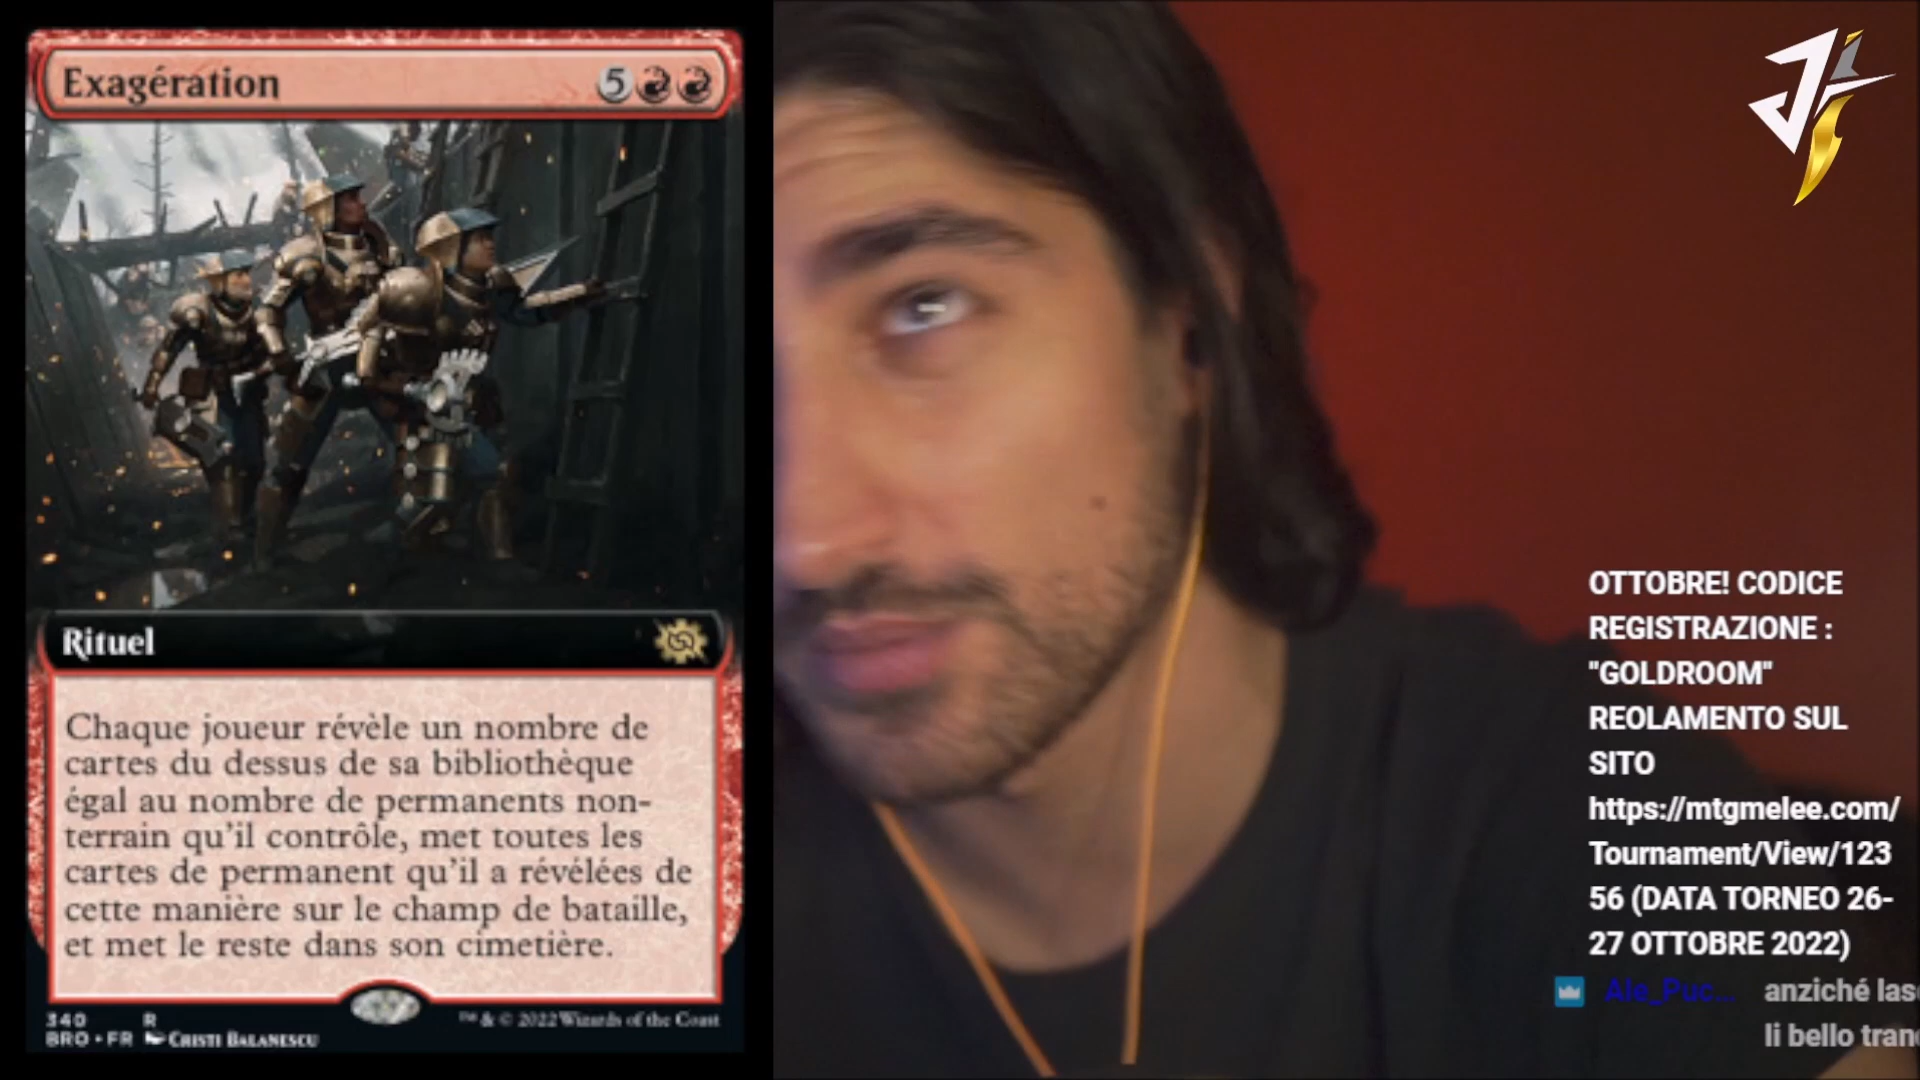 Exagération
5
Rituel
Chaque joueur révèle un nombre de
cartes du dessus de sa bibliothèque
égal au nombre de permanents non-
terrain qu'il contrôle, met toutes les
cartes de permanent qu'il a révélées de
cette manière sur le champ de bataille,
et met le reste dans son cimetière.
340 R
BRO • FR CRISTI BALANESCU
™ & © 2022 Wizards of the Coast
OTTOBRE! CODICE
REGISTRAZIONE :
"GOLDROOM"
REOLAMENTO SUL
SITO
https://mtgmelee.com/
Tournament/View/123
56 (DATA TORNEO 26-
27 OTTOBRE 2022)
Ale_Puc... anziché las
li bello tran